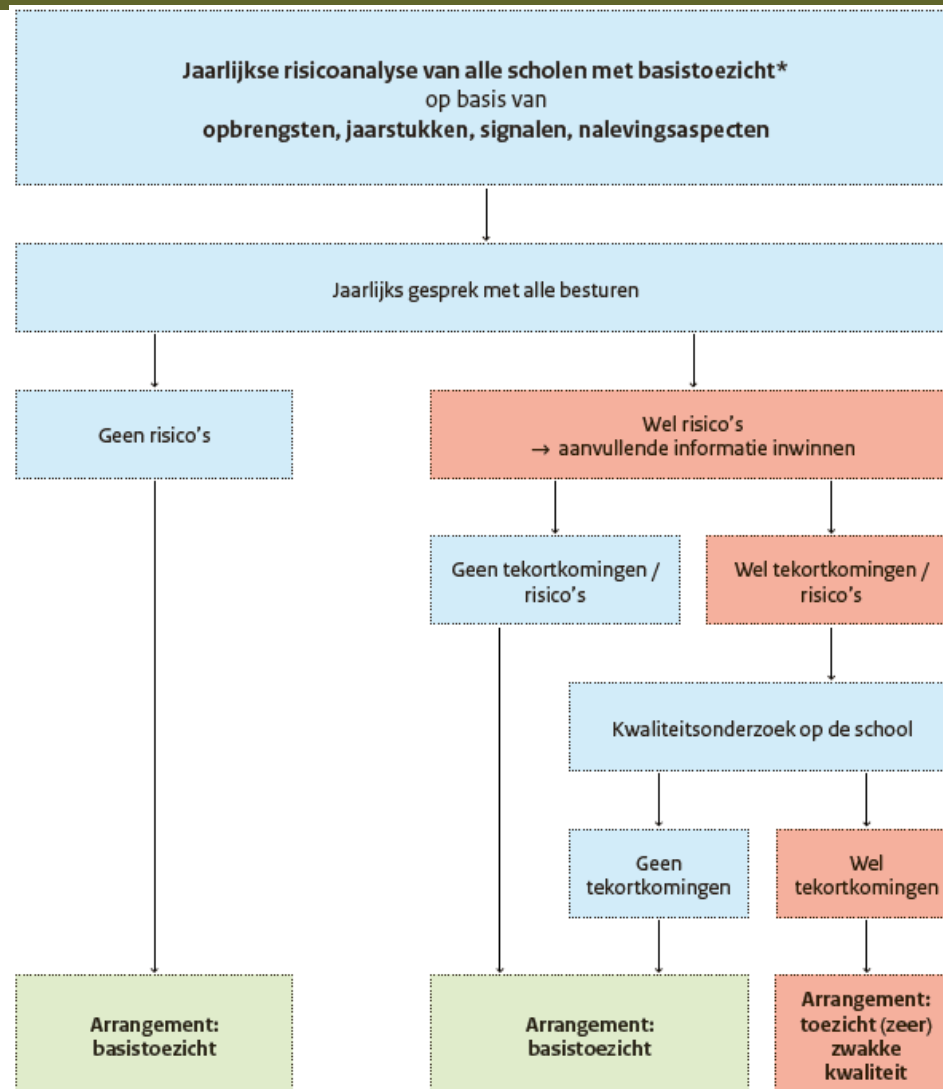 Jaarlijkse risicoanalyse van alle scholen met basistoezicht*
op basis van
opbrengsten, jaarstukken, signalen, nalevingsaspecten
Jaarlijks gesprek met alle besturen
Geen risico's
Wel risico's
→ aanvullende informatie inwinnen
Geen tekortkomingen /
risico's
Wel tekortkomingen /
risico's
Kwaliteitsonderzoek op de school
Geen
tekortkomingen
Wel
tekortkomingen
Arrangement:
basistoezicht
Arrangement:
basistoezicht
Arrangement:
toezicht (zeer)
zwakke
kwaliteit